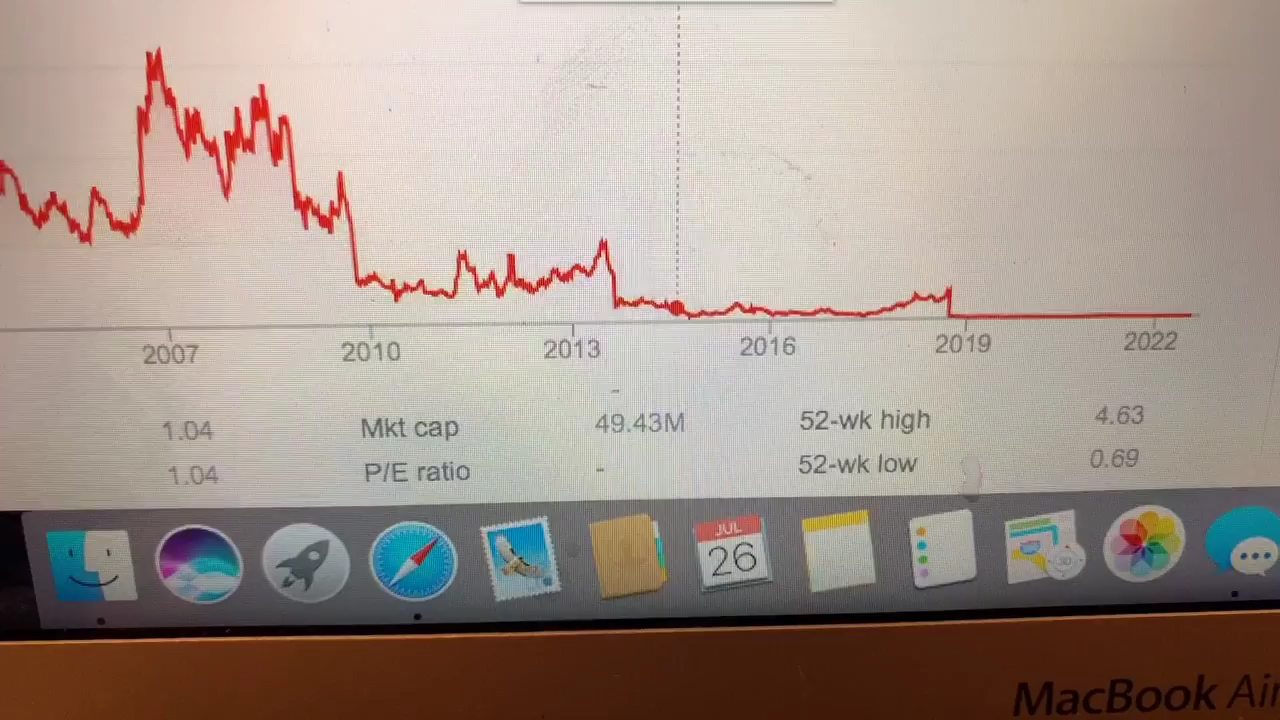 2007 2010 2013 2016 2019 2022
-
1.04 Mkt cap 49.43M 52-wk high 4.63
1.04 P/E ratio - 52-wk low 0.69
JUL
26
MacBook Air